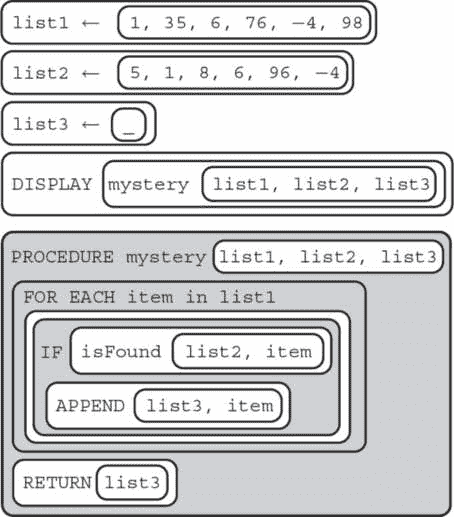 list1 ← 1, 35, 6, 76, −4, 98
list2 ← 5, 1, 8, 6, 96, −4
list3 ← _
DISPLAY mystery list1, list2, list3
PROCEDURE mystery list1, list2, list3
FOR EACH item in list1
IF isFound list2, item
APPEND list3, item
RETURN list3